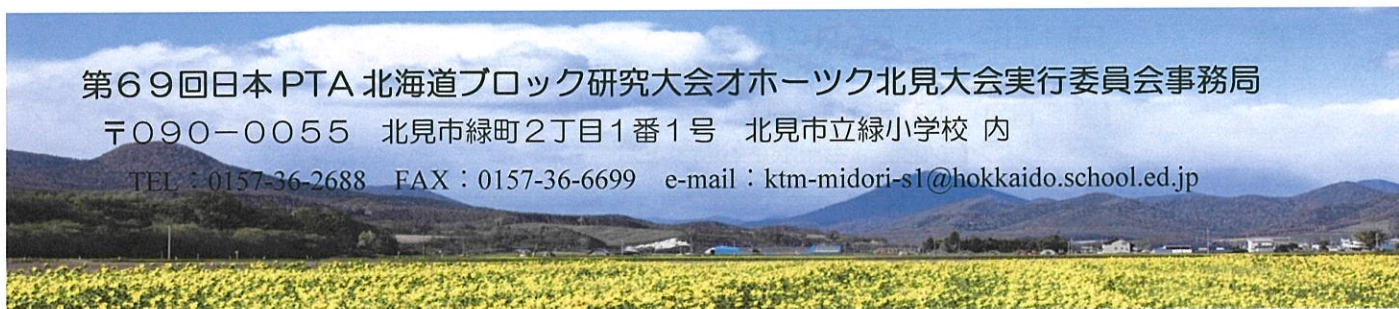 第６９回日本PTA北海道ブロック研究大会オホーツク北見大会実行委員会事務局
〒０９０－００５５　北見市緑町２丁目１番１号　北見市立緑小学校 内
TEL：0157-36-2688　FAX：0157-36-6699　e-mail：ktm-midori-s1@hokkaido.school.ed.jp